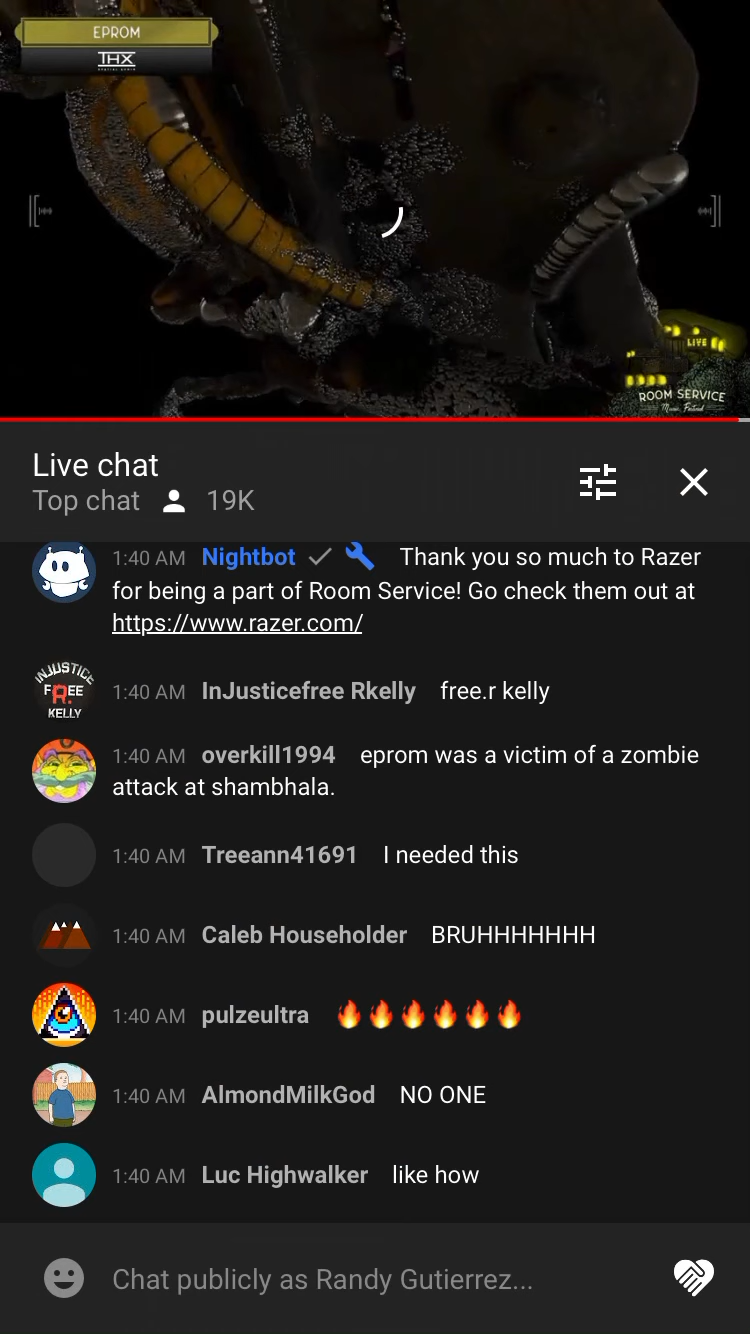 EPROM
THX
LIVE
ROOM SERVICE
Music Festival
Live chat
Top chat 19K
1:40 AM Nightbot Thank you so much to Razer
for being a part of Room Service! Go check them out at
https://www.razer.com/
INJUSTICE
FREE
R.
KELLY
1:40 AM InJusticefree Rkelly free.r kelly
1:40 AM overkill1994 eprom was a victim of a zombie
attack at shambhala.
1:40 AM Treeann41691 I needed this
1:40 AM Caleb Householder BRUHHHHHHH
1:40 AM pulzeultra 🔥🔥🔥🔥🔥🔥
1:40 AM AlmondMilkGod NO ONE
1:40 AM Luc Highwalker like how
Chat publicly as Randy Gutierrez...